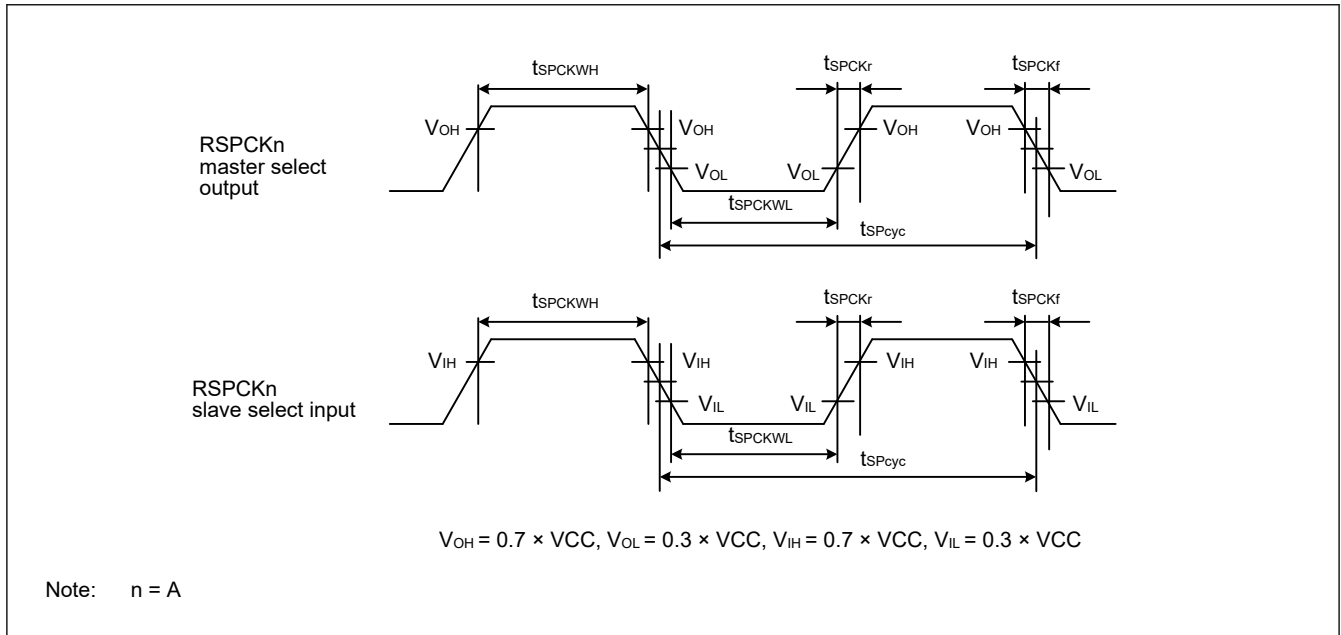 tSPCKWH
tSPCKr
tSPCKf
VOH
VOH
VOH
VOH
RSPCKn
master select
output
VOL
VOL
VOL
tSPCKWL
tSPcyc
tSPCKWH
tSPCKr
tSPCKf
VIH
VIH
VIH
VIH
RSPCKn
slave select input
VIL
VIL
VIL
tSPCKWL
tSPcyc
VOH = 0.7 × VCC, VOL = 0.3 × VCC, VIH = 0.7 × VCC, VIL = 0.3 × VCC
Note: n = A